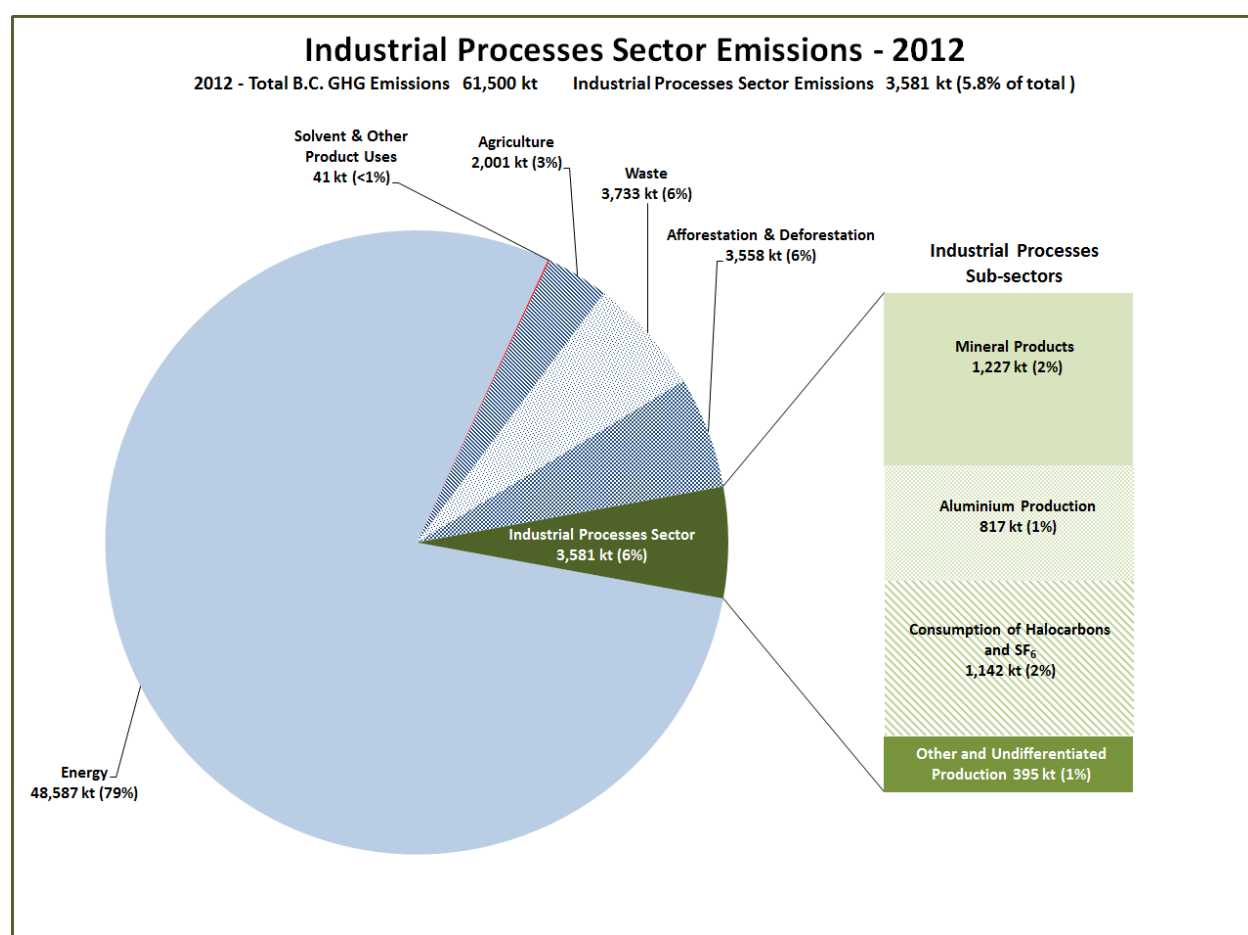 Industrial Processes Sector Emissions - 2012
2012 - Total B.C. GHG Emissions 61,500 kt Industrial Processes Sector Emissions 3,581 kt (5.8% of total )
Solvent & Other
Product Uses
41 kt (<1%)
Agriculture
2,001 kt (3%)
Waste
3,733 kt (6%)
Afforestation & Deforestation
3,558 kt (6%)
Industrial Processes Sector
3,581 kt (6%)
Energy
48,587 kt (79%)
Industrial Processes
Sub-sectors
Mineral Products
1,227 kt (2%)
Aluminium Production
817 kt (1%)
Consumption of Halocarbons
and SF₆
1,142 kt (2%)
Other and Undifferentiated
Production 395 kt (1%)